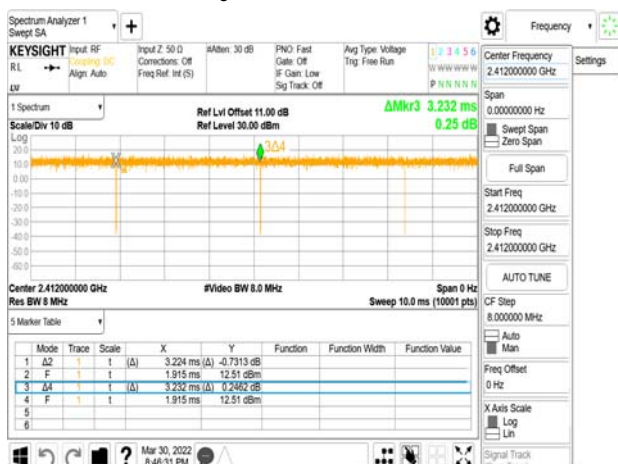 Spectrum Analyzer 1
Swept SA
+
Frequency
KEYSIGHT Input: RF Input Z: 50 Ω #Atten: 30 dB PNO: Fast Avg Type: Voltage 1 2 3 4 5 6
RL Coupling: DC Corrections: Off Gate: Off Trig: Free Run W W W W W W
Align: Auto Freq Ref: Int (S) IF Gain: Low P N N N N N
Sig Track: Off
Center Frequency
2.412000000 GHz
Settings
1 Spectrum
Scale/Div 10 dB
Ref Lvl Offset 11.00 dB
Ref Level 30.00 dBm
ΔMkr3 3.232 ms
0.25 dB
Log
20.0
10.0
0.00
-10.0
-20.0
-30.0
-40.0
-50.0
-60.0
3Δ4
Center 2.412000000 GHz #Video BW 8.0 MHz Span 0 Hz
Res BW 8 MHz Sweep 10.0 ms (10001 pts)
5 Marker Table
Mode Trace Scale X Y Function Function Width Function Value
1 Δ2 1 t (Δ) 3.224 ms (Δ) -0.7313 dB
2 F 1 t 1.915 ms 12.51 dBm
3 Δ4 1 t (Δ) 3.232 ms (Δ) 0.2462 dB
4 F 1 t 1.915 ms 12.51 dBm
5
6
Span
0.00000000 Hz
Swept Span
Zero Span
Full Span
Start Freq
2.412000000 GHz
Stop Freq
2.412000000 GHz
AUTO TUNE
CF Step
8.000000 MHz
Auto
Man
Freq Offset
0 Hz
X Axis Scale
Log
Lin
Signal Track
?
Mar 30, 2022
8:46:31 PM